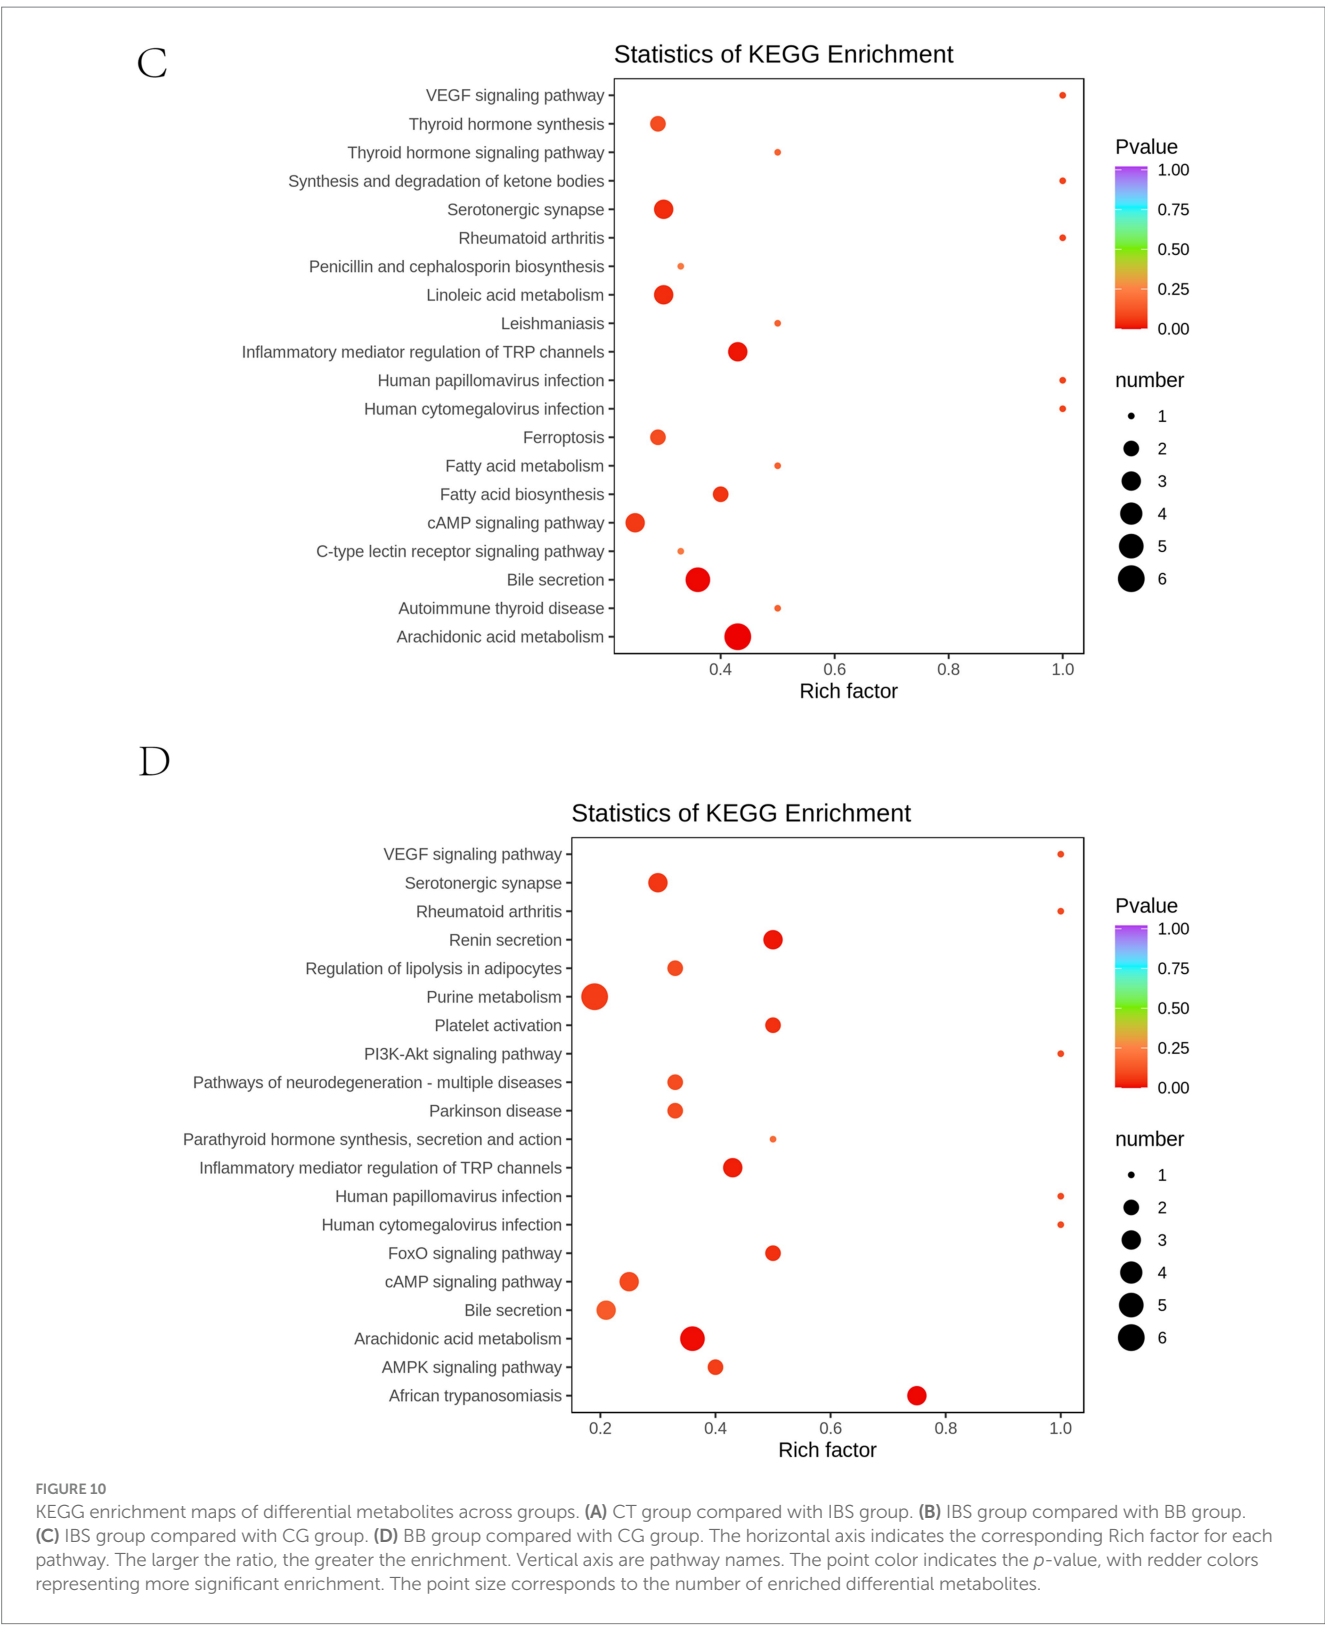 C
Statistics of KEGG Enrichment
VEGF signaling pathway
Thyroid hormone synthesis
Thyroid hormone signaling pathway
Synthesis and degradation of ketone bodies
Serotonergic synapse
Rheumatoid arthritis
Penicillin and cephalosporin biosynthesis
Linoleic acid metabolism
Leishmaniasis
Inflammatory mediator regulation of TRP channels
Human papillomavirus infection
Human cytomegalovirus infection
Ferroptosis
Fatty acid metabolism
Fatty acid biosynthesis
cAMP signaling pathway
C-type lectin receptor signaling pathway
Bile secretion
Autoimmune thyroid disease
Arachidonic acid metabolism
0.4 0.6 0.8 1.0
Rich factor
Pvalue
1.00
0.75
0.50
0.25
0.00
number
1
2
3
4
5
6
D
Statistics of KEGG Enrichment
VEGF signaling pathway
Serotonergic synapse
Rheumatoid arthritis
Renin secretion
Regulation of lipolysis in adipocytes
Purine metabolism
Platelet activation
PI3K-Akt signaling pathway
Pathways of neurodegeneration - multiple diseases
Parkinson disease
Parathyroid hormone synthesis, secretion and action
Inflammatory mediator regulation of TRP channels
Human papillomavirus infection
Human cytomegalovirus infection
FoxO signaling pathway
cAMP signaling pathway
Bile secretion
Arachidonic acid metabolism
AMPK signaling pathway
African trypanosomiasis
0.2 0.4 0.6 0.8 1.0
Rich factor
Pvalue
1.00
0.75
0.50
0.25
0.00
number
1
2
3
4
5
6
FIGURE 10
KEGG enrichment maps of differential metabolites across groups. (A) CT group compared with IBS group. (B) IBS group compared with BB group.
(C) IBS group compared with CG group. (D) BB group compared with CG group. The horizontal axis indicates the corresponding Rich factor for each
pathway. The larger the ratio, the greater the enrichment. Vertical axis are pathway names. The point color indicates the p-value, with redder colors
representing more significant enrichment. The point size corresponds to the number of enriched differential metabolites.